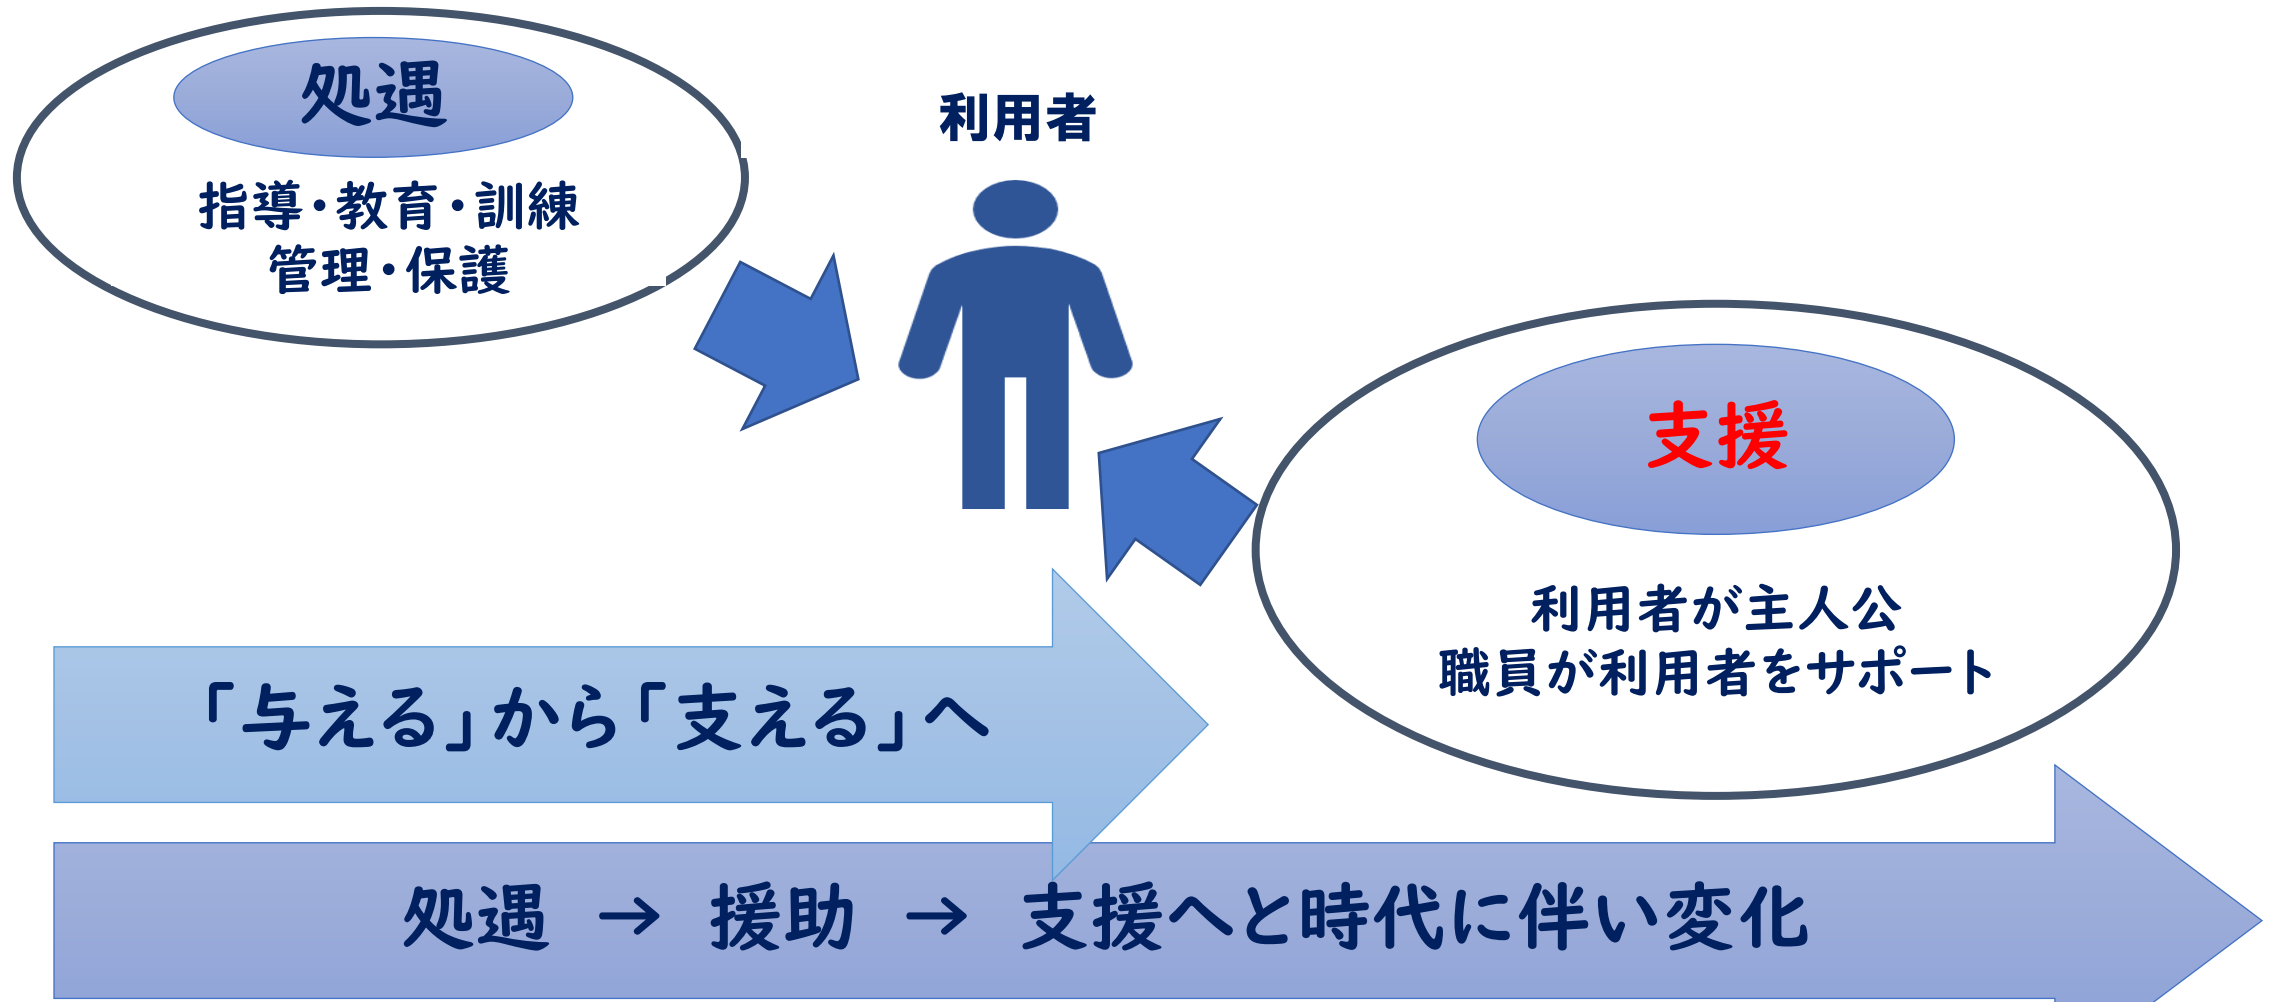 処遇
指導・教育・訓練
管理・保護
利用者
支援
利用者が主人公
職員が利用者をサポート
「与える」から「支える」へ
処遇 → 援助 → 支援へと時代に伴い変化